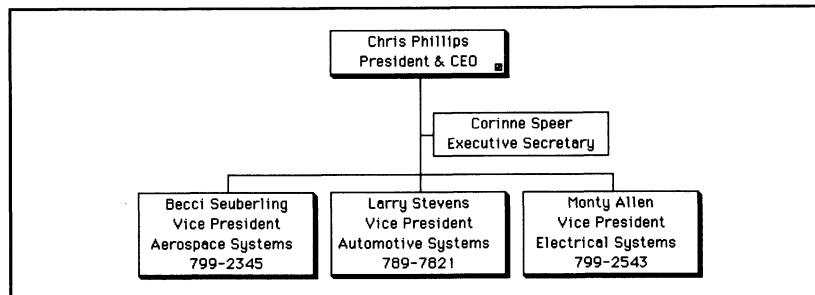 Chris Phillips
President & CEO
Corinne Speer
Executive Secretary
Becci Seuberling
Vice President
Aerospace Systems
799-2345
Larry Stevens
Vice President
Automotive Systems
789-7821
Monty Allen
Vice President
Electrical Systems
799-2543